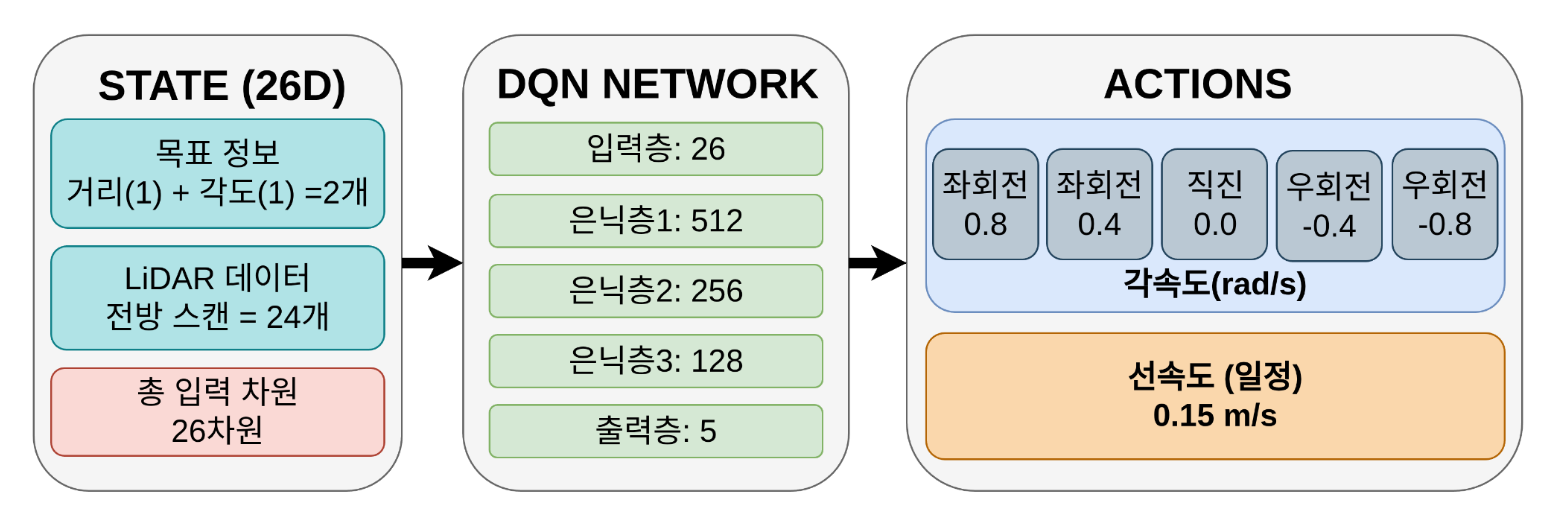 STATE (26D)
목표 정보
거리(1) + 각도(1) =2개
LiDAR 데이터
전방 스캔 = 24개
총 입력 차원
26차원
DQN NETWORK
입력층: 26
은닉층1: 512
은닉층2: 256
은닉층3: 128
출력층: 5
ACTIONS
좌회전
0.8
좌회전
0.4
직진
0.0
우회전
-0.4
우회전
-0.8
각속도(rad/s)
선속도 (일정)
0.15 m/s